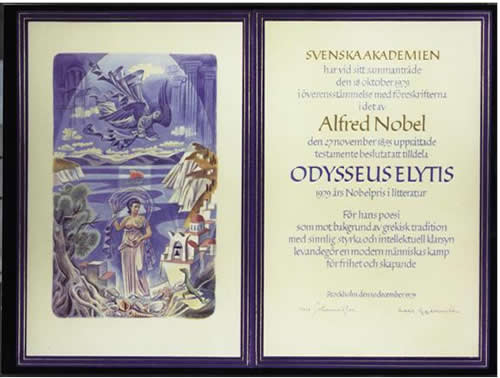 SVENSKA AKADEMIEN
har vid sitt sammanträde
den 18 oktober 1979
i överensstämmelse med föreskrifterna
i det av
Alfred Nobel
den 27 november 1895 upprättade
testamente beslutat att tilldela
ODYSSEUS ELYTIS
1979 års Nobelpris i litteratur
För hans poesi
som mot bakgrund av grekisk tradition
med sinnlig styrka och intellektuell klarsyn
levandegör en modern människas kamp
för frihet och skapande
Stockholm den 10 december 1979